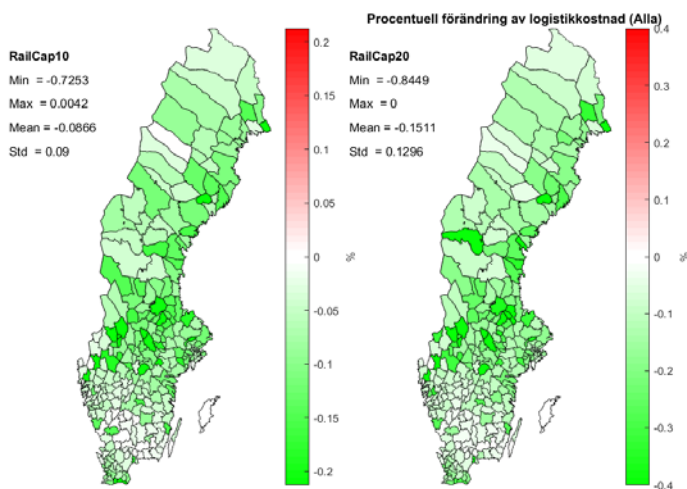 Procentuell förändring av logistikkostnad (Alla)
RailCap10
Min = -0.7253
Max = 0.0042
Mean = -0.0866
Std = 0.09
0.2
0.15
0.1
0.05
0
-0.05
-0.1
-0.15
-0.2
%
RailCap20
Min = -0.8449
Max = 0
Mean = -0.1511
Std = 0.1296
0.4
0.3
0.2
0.1
0
-0.1
-0.2
-0.3
-0.4
%